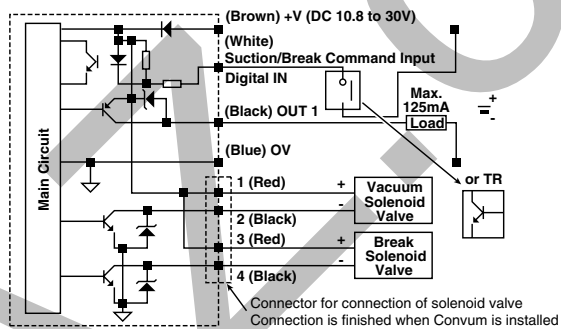 (Brown) +V (DC 10.8 to 30V)
(White)
Suction/Break Command Input
Digital IN
(Black) OUT 1
Max.
125mA
Load
+
-
(Blue) OV
Main Circuit
or TR
1 (Red)
+
-
Vacuum
Solenoid
Valve
2 (Black)
3 (Red)
+
-
Break
Solenoid
Valve
4 (Black)
Connector for connection of solenoid valve
Connection is finished when Convum is installed